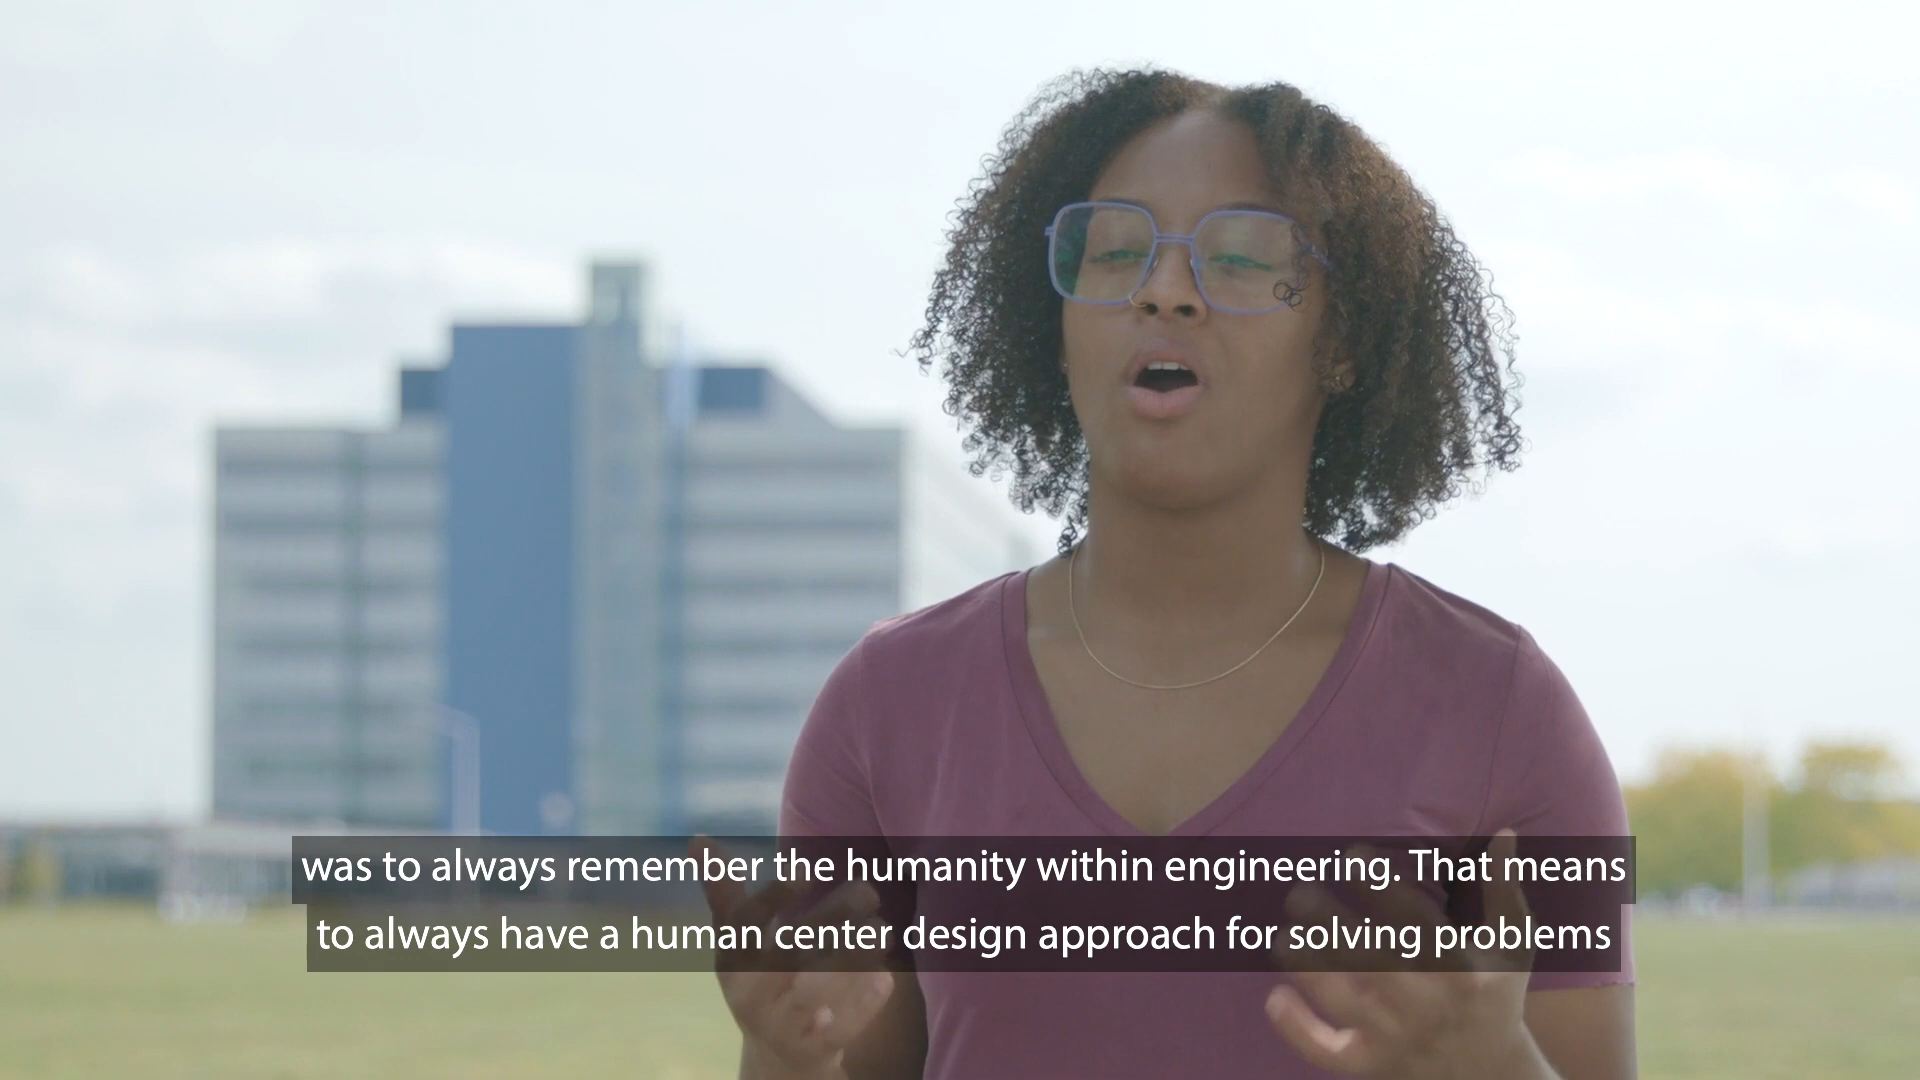 was to always remember the humanity within engineering. That means
to always have a human center design approach for solving problems